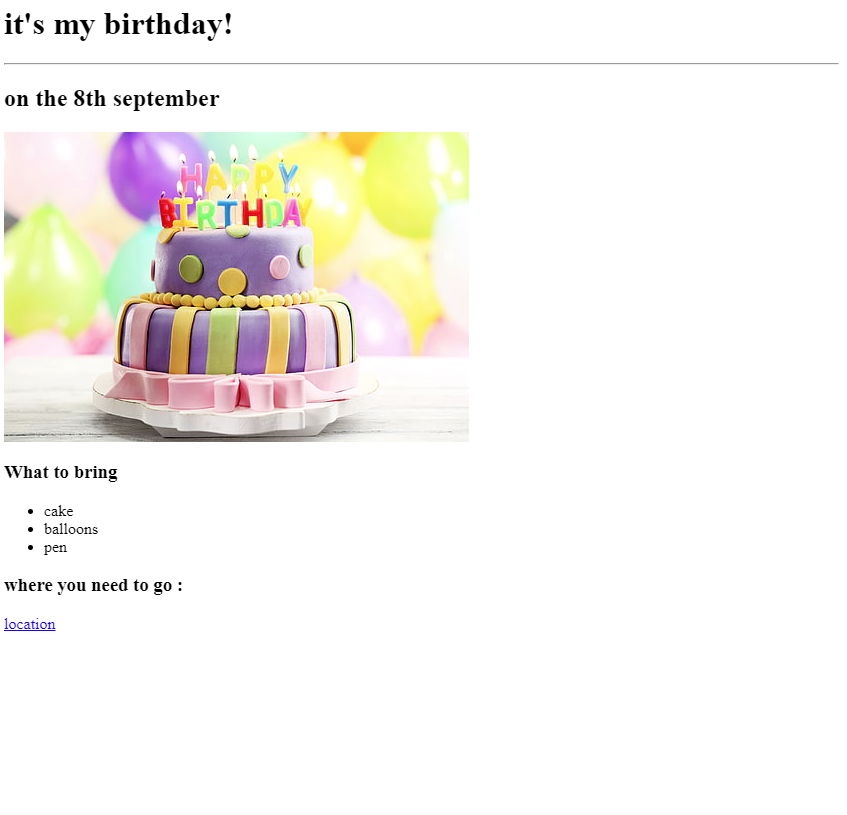 it's my birthday!
on the 8th september
HAPPY
BIRTHDAY
What to bring
cake
balloons
pen
where you need to go :
location